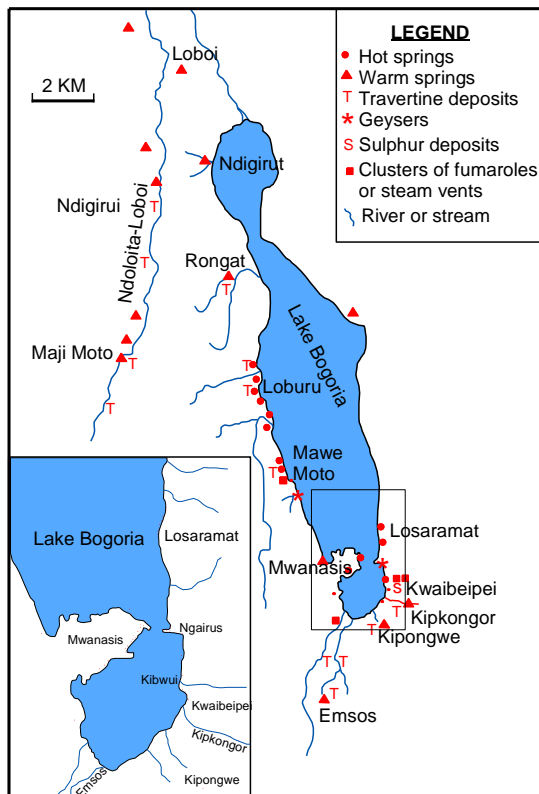 LEGEND
Hot springs
Warm springs
T Travertine deposits
* Geysers
S Sulphur deposits
Clusters of fumaroles
or steam vents
River or stream
2 KM
Loboi
Ndigirut
Ndigirui
Ndoloita-Loboi
Rongat
T
T
T
Lake Bogoria
Maji Moto
T
T
T
Loburu
T
Mawe
Moto
T
*
Losaramat
*
Mwanasis
S
Kwaibeipei
T
Kipkongor
T
Kipongwe
T T
T
Emsos
Lake Bogoria
Losaramat
Mwanasis
Ngairus
Kibwui
Kwaibeipei
Kipkongor
Emsos
Kipongwe